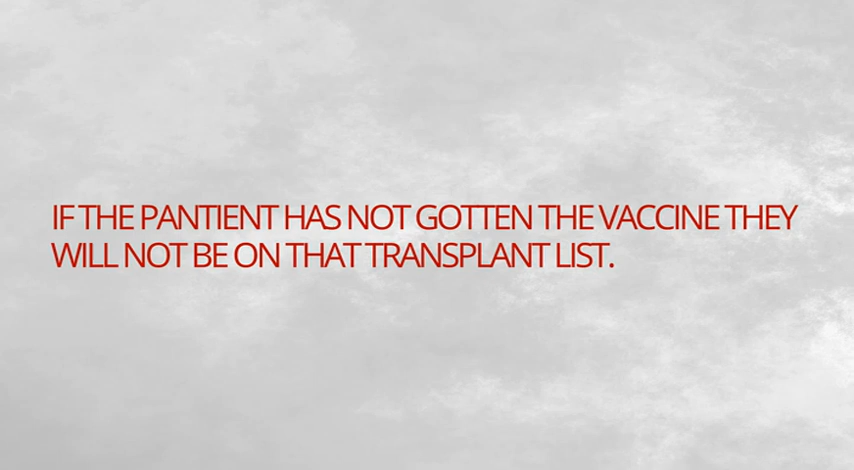 IF THE PANTIENT HAS NOT GOTTEN THE VACCINE THEY
WILL NOT BE ON THAT TRANSPLANT LIST.